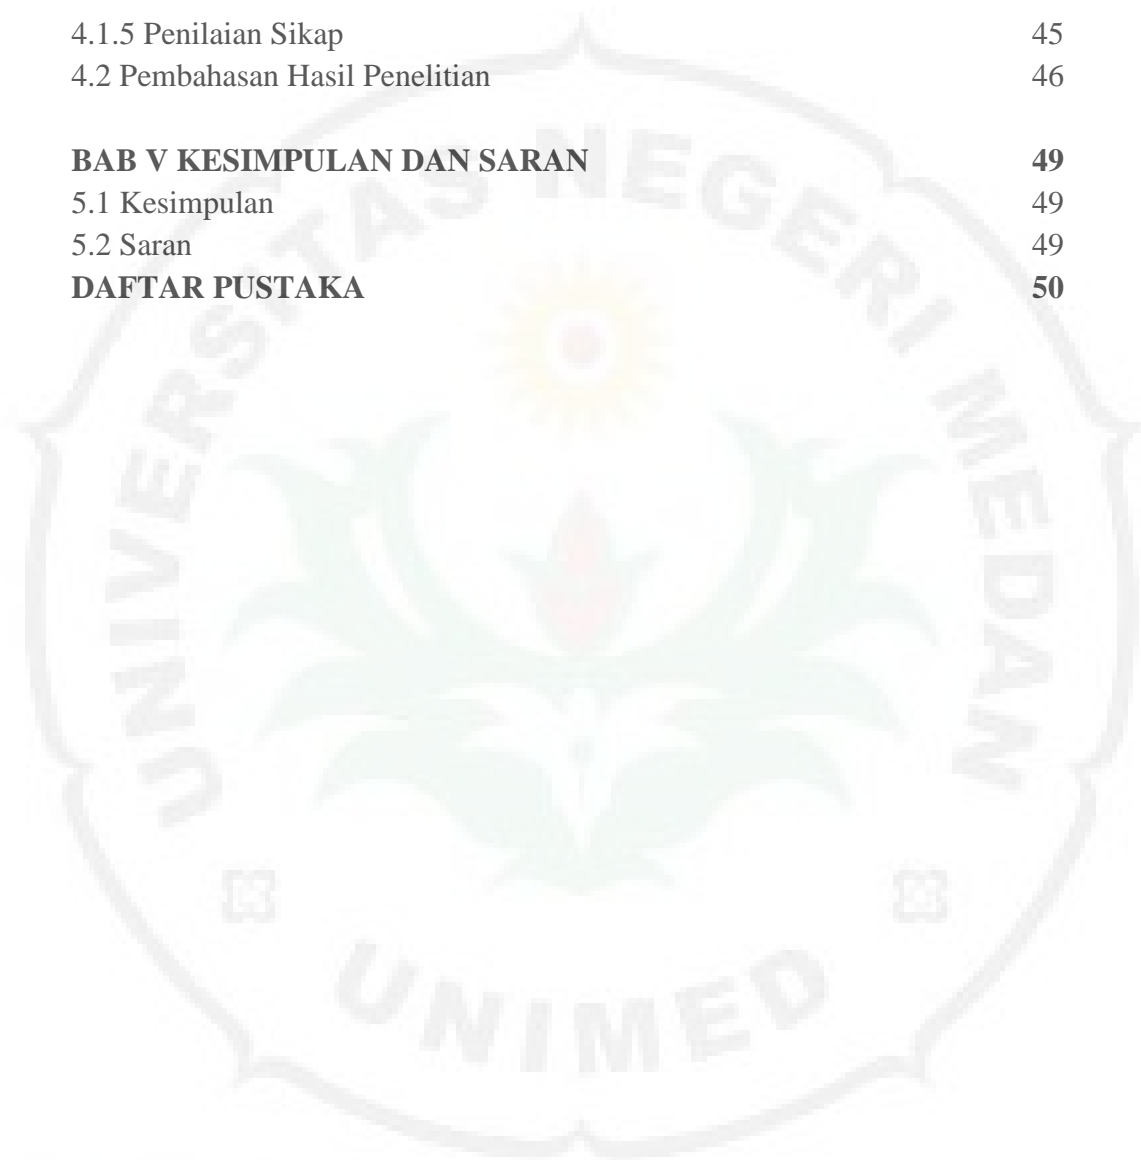 4.1.5 Penilaian Sikap 45
4.2 Pembahasan Hasil Penelitian 46
BAB V KESIMPULAN DAN SARAN 49
5.1 Kesimpulan 49
5.2 Saran 49
DAFTAR PUSTAKA 50
UNIVERSITAS NEGERI MEDAN
UNIMED